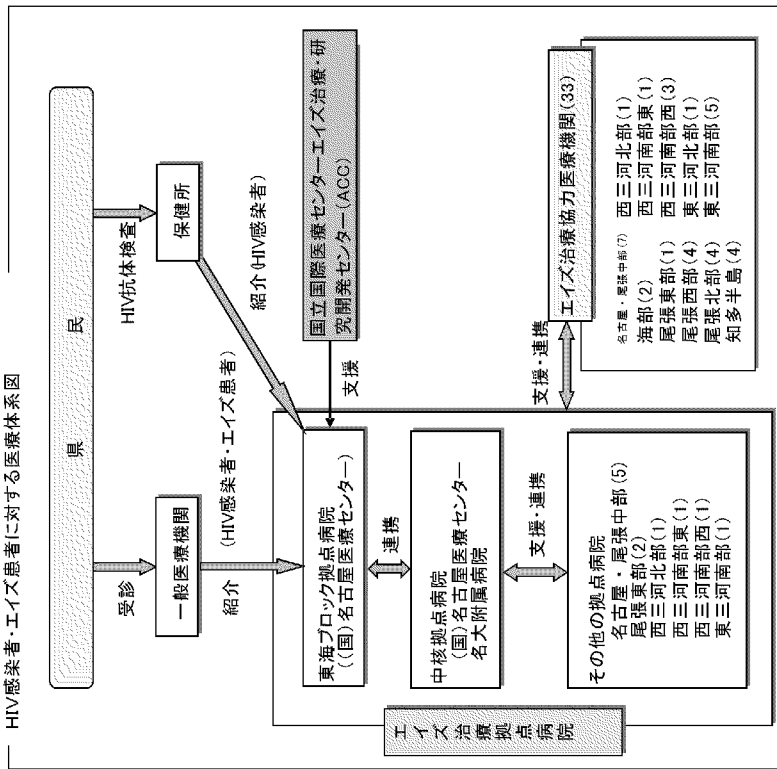 HIV感染者・エイズ患者に対する医療体系図
県　　民
受診
HIV抗体検査
一般医療機関
保健所
紹介
(HIV感染者・エイズ患者)
紹介(HIV感染者)
エイズ治療拠点病院
東海ブロック拠点病院
((国)名古屋医療センター)
支援
国立国際医療センターエイズ治療・研
究開発センター(ACC)
連携
中核拠点病院
(国)名古屋医療センター
名大附属病院
支援・連携
その他の拠点病院
名古屋・尾張中部(5)
尾張東部(2)
西三河北部(1)
西三河南部東(1)
西三河南部西(1)
東三河南部(1)
支援・連携
エイズ治療協力医療機関(33)
名古屋・尾張中部(7)
海部(2)
尾張東部(1)
尾張西部(4)
尾張北部(4)
知多半島(4)
西三河北部(1)
西三河南部東(1)
西三河南部西(3)
東三河北部(1)
東三河南部(5)